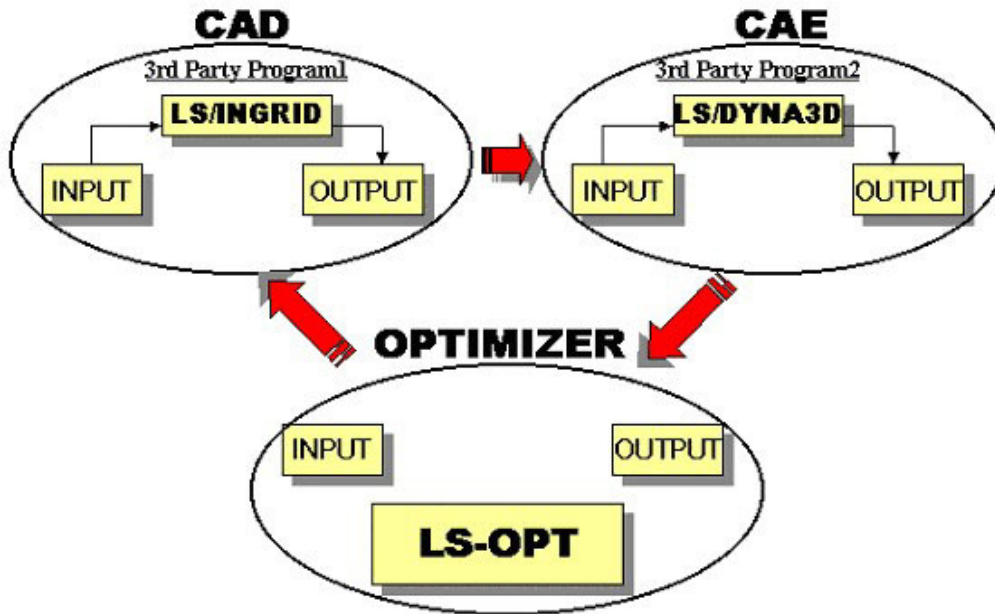 CAD
3rd Party Program1
LS/INGRID
INPUT
OUTPUT
CAE
3rd Party Program2
LS/DYNA3D
INPUT
OUTPUT
OPTIMIZER
INPUT
OUTPUT
LS-OPT